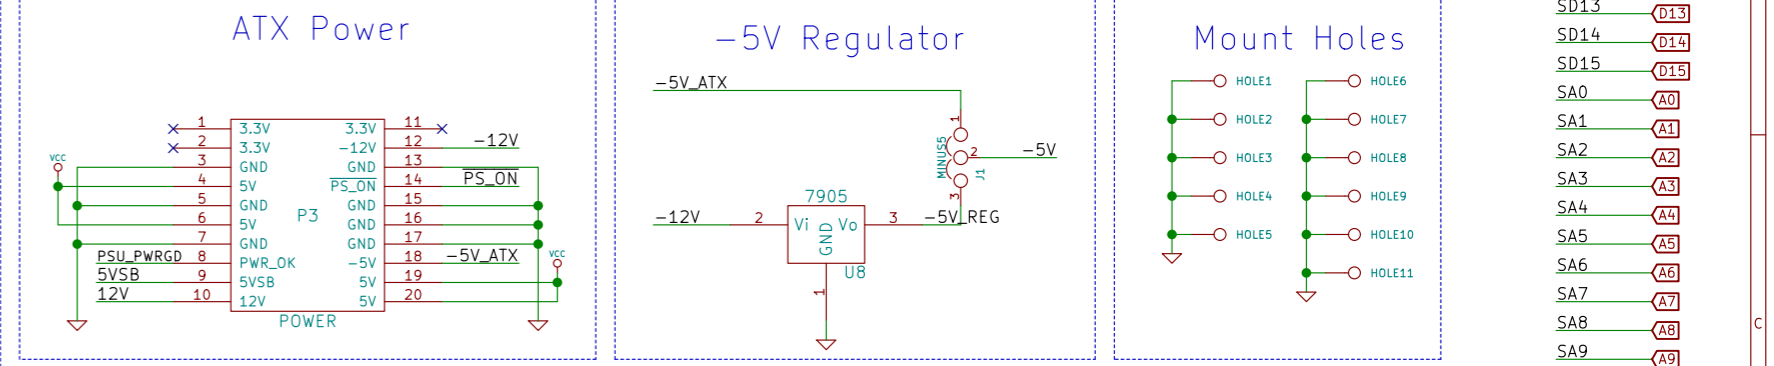 ATX Power
1 3.3V 3.3V 11
2 3.3V -12V 12 -12V
3 GND GND 13
VCC
4 5V PS_ON 14 PS_ON
5 GND GND 15
P3
6 5V GND 16
7 GND GND 17
PSU_PWRGD 8 PWR_OK -5V 18 -5V_ATX
VCC
5VSB 9 5VSB 5V 19
12V 10 12V 5V 20
POWER
-5V Regulator
-5V_ATX
1
MINUS5
2 -5V
J1
3
7905
-12V 2 Vi GND Vo 3 -5V_REG
U8
1
Mount Holes
HOLE1 HOLE6
HOLE2 HOLE7
HOLE3 HOLE8
HOLE4 HOLE9
HOLE5 HOLE10
HOLE11
SD13 D13
SD14 D14
SD15 D15
SA0 A0
SA1 A1
SA2 A2
SA3 A3
SA4 A4
SA5 A5
SA6 A6
SA7 A7
SA8 A8
SA9 A9
C